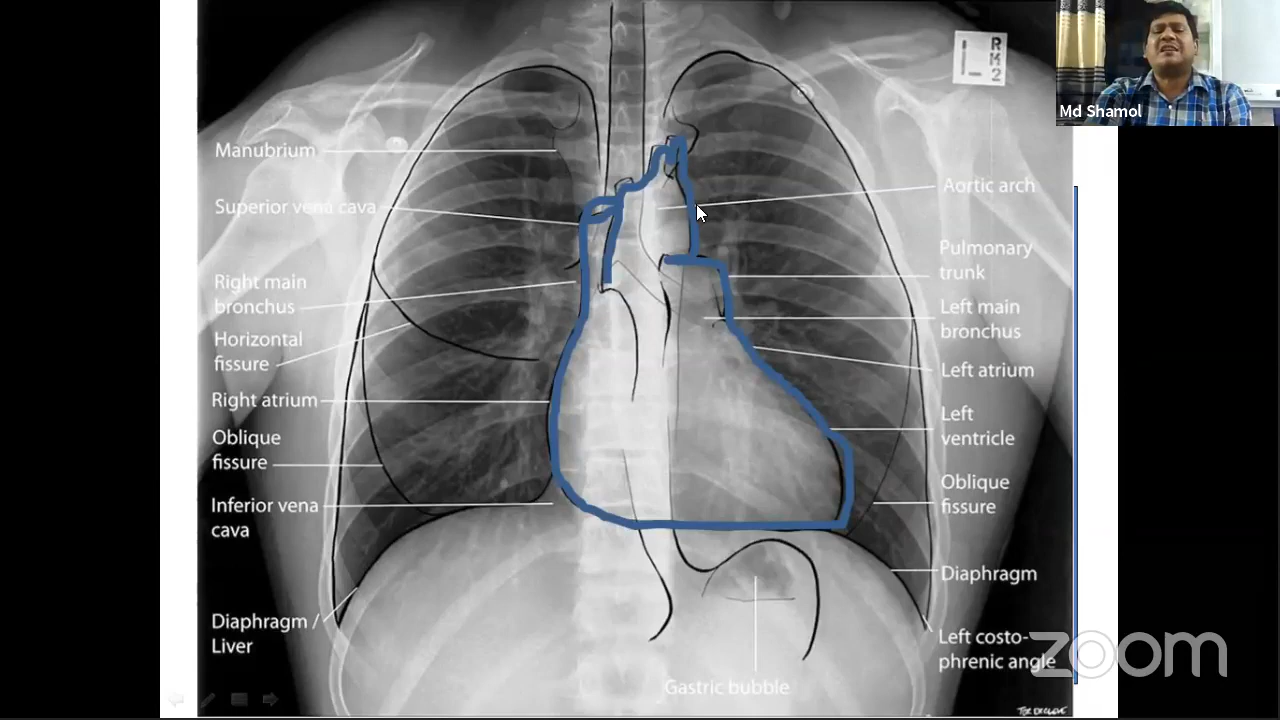 Md Shamol
L
RM2
Manubrium
Superior vena cava
Right main
bronchus
Horizontal
fissure
Right atrium
Oblique
fissure
Inferior vena
cava
Diaphragm /
Liver
Aortic arch
Pulmonary
trunk
Left main
bronchus
Left atrium
Left
ventricle
Oblique
fissure
Diaphragm
Left costo-
phrenic angle
Gastric bubble
zoom